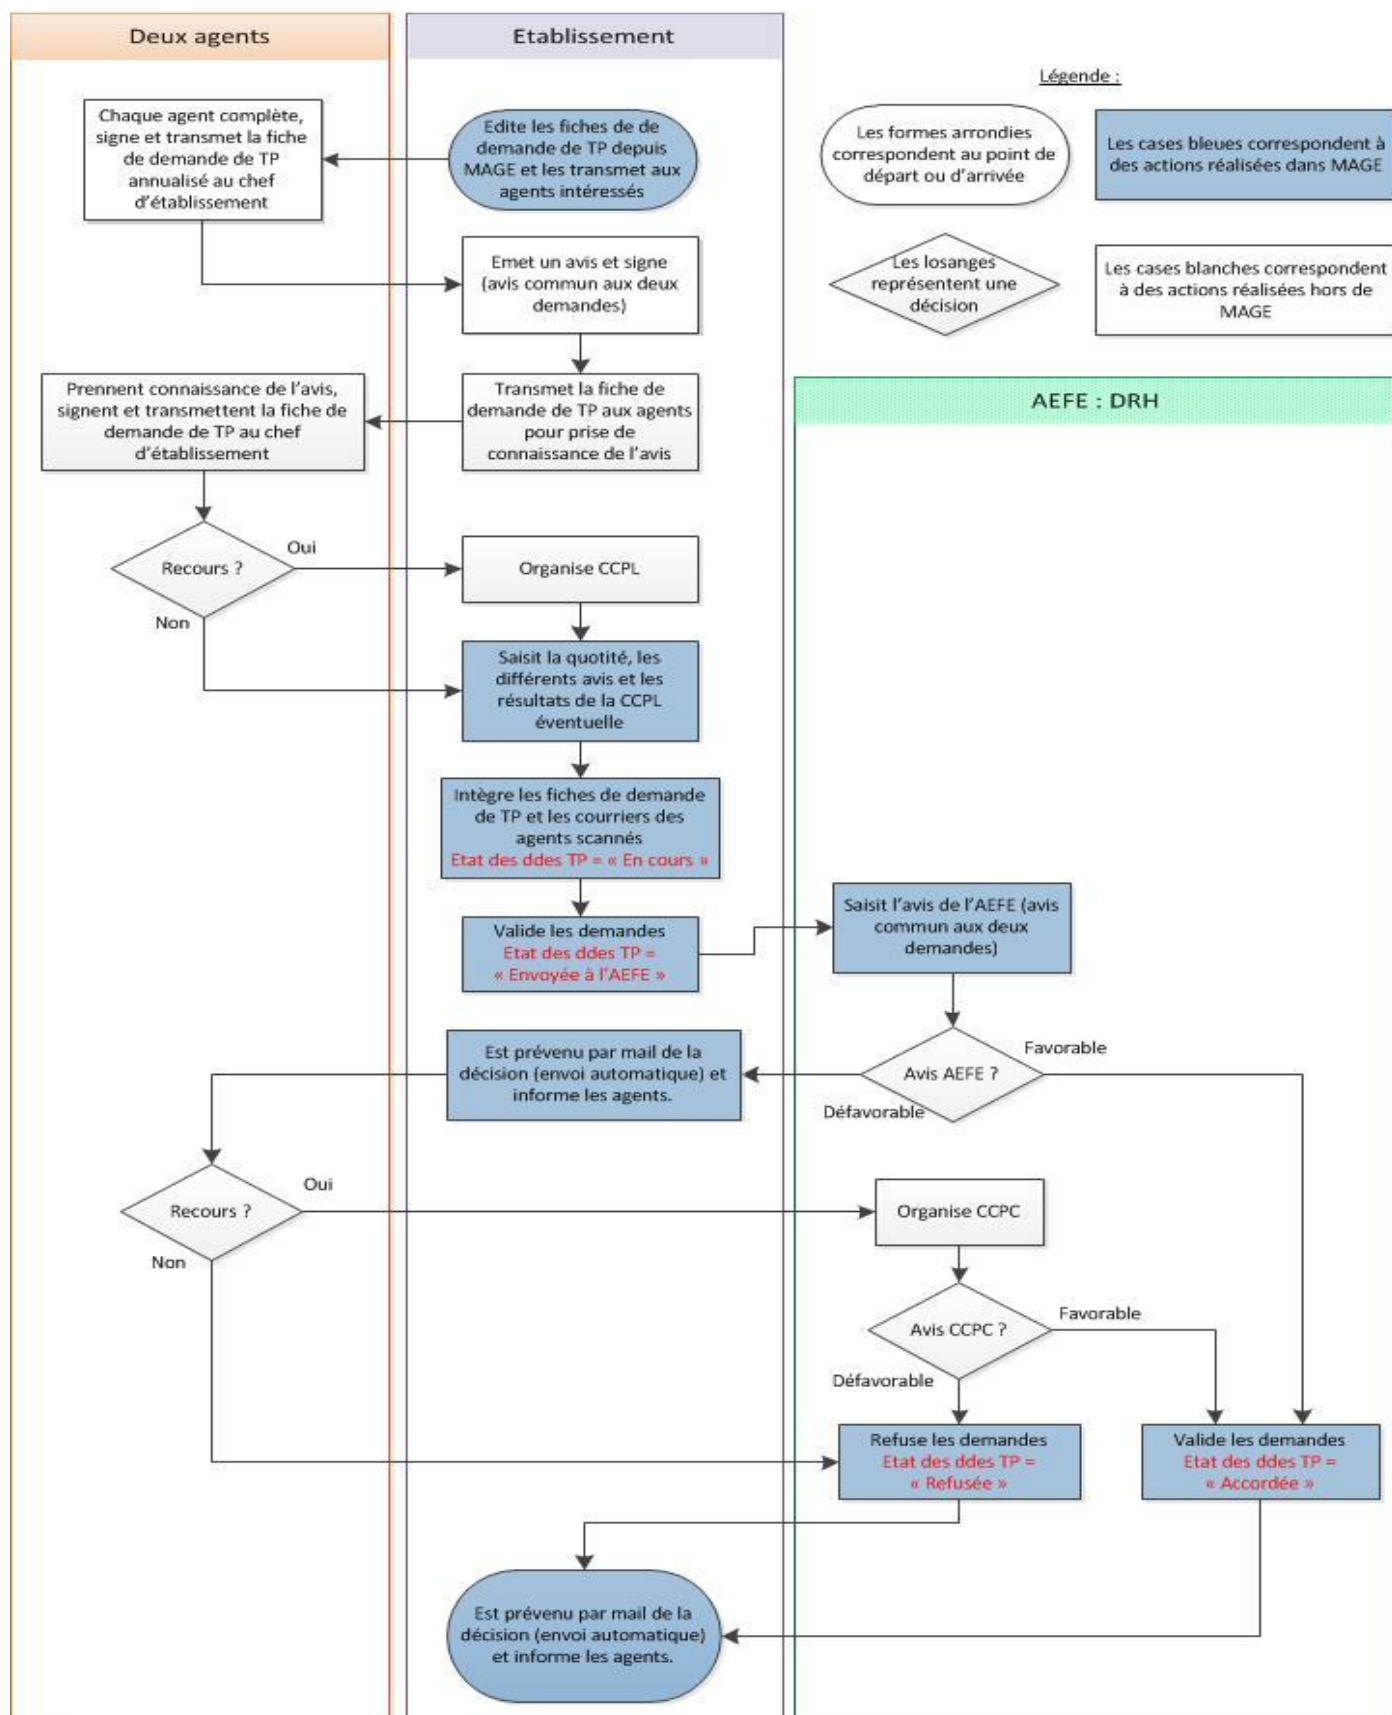 Deux agents
Etablissement
Légende :
Chaque agent complète,
signe et transmet la fiche
de demande de TP
annualisé au chef
d’établissement
Edite les fiches de de
demande de TP depuis
MAGE et les transmet aux
agents intéressés
Les formes arrondies
correspondent au point de
départ ou d’arrivée
Les cases bleues correspondent à
des actions réalisées dans MAGE
Emet un avis et signe
(avis commun aux deux
demandes)
Les losanges
représentent une
décision
Les cases blanches correspondent
à des actions réalisées hors de
MAGE
Prennent connaissance de l’avis,
signent et transmettent la fiche de
demande de TP au chef
d’établissement
Transmet la fiche de
demande de TP aux agents
pour prise de
connaissance de l’avis
AEFE : DRH
Recours ?
Oui
Non
Organise CCPL
Saisit la quotité, les
différents avis et les
résultats de la CCPL
éventuelle
Intègre les fiches de demande
de TP et les courriers des
agents scannés
Etat des ddes TP = « En cours »
Valide les demandes
Etat des ddes TP =
« Envoyée à l’AEFE »
Saisit l’avis de l’AEFE (avis
commun aux deux
demandes)
Avis AEFE ?
Favorable
Défavorable
Est prévenu par mail de la
décision (envoi automatique) et
informe les agents.
Recours ?
Oui
Non
Organise CCPC
Avis CCPC ?
Favorable
Défavorable
Refuse les demandes
Etat des ddes TP =
« Refusée »
Valide les demandes
Etat des ddes TP =
« Accordée »
Est prévenu par mail de la
décision (envoi automatique)
et informe les agents.